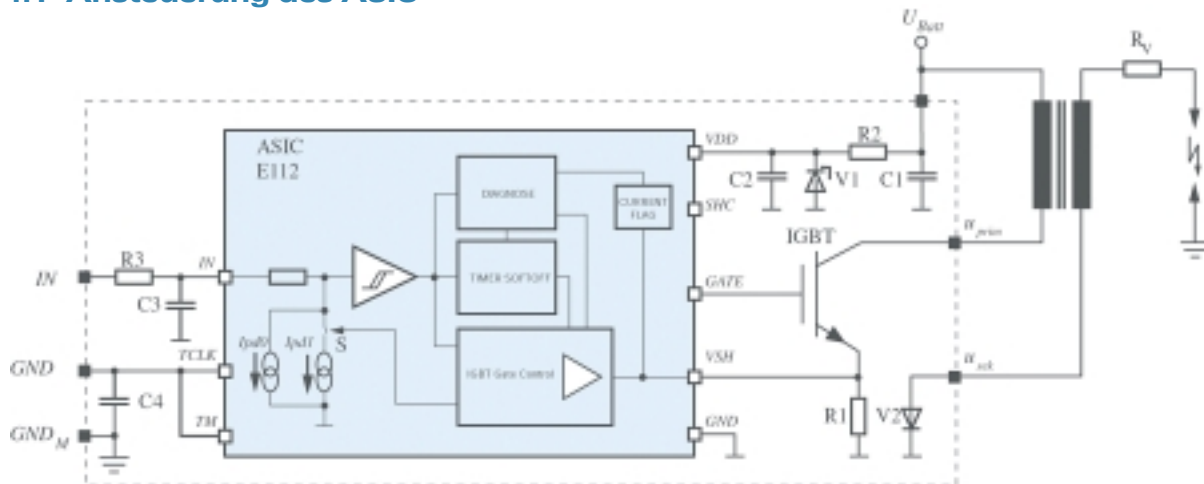 Ansteuerung des ASIC
U_Batt
R_V
ASIC
E112
VDD
R2
C2
V1
C1
DIAGNOSE
CURRENT
FLAG
SHC
IGBT
u_prim
IN
R3
IN
C3
TIMER SOFTOFF
GATE
Ipd0
Ipd1
S
GND
TCLK
IGBT Gate Control
VSH
u_sek
C4
R1
V2
GND_M
TM
GND